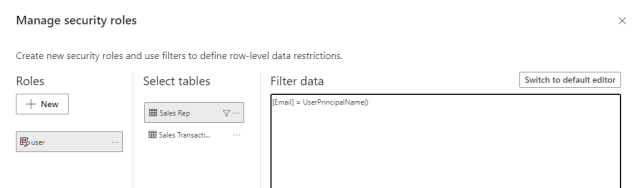 Manage security roles
Create new security roles and use filters to define row-level data restrictions.
Roles
Select tables
Filter data
Switch to default editor
New
Sales Rep
[Email] = UserPrincipalName()
Sales Transacti...
user